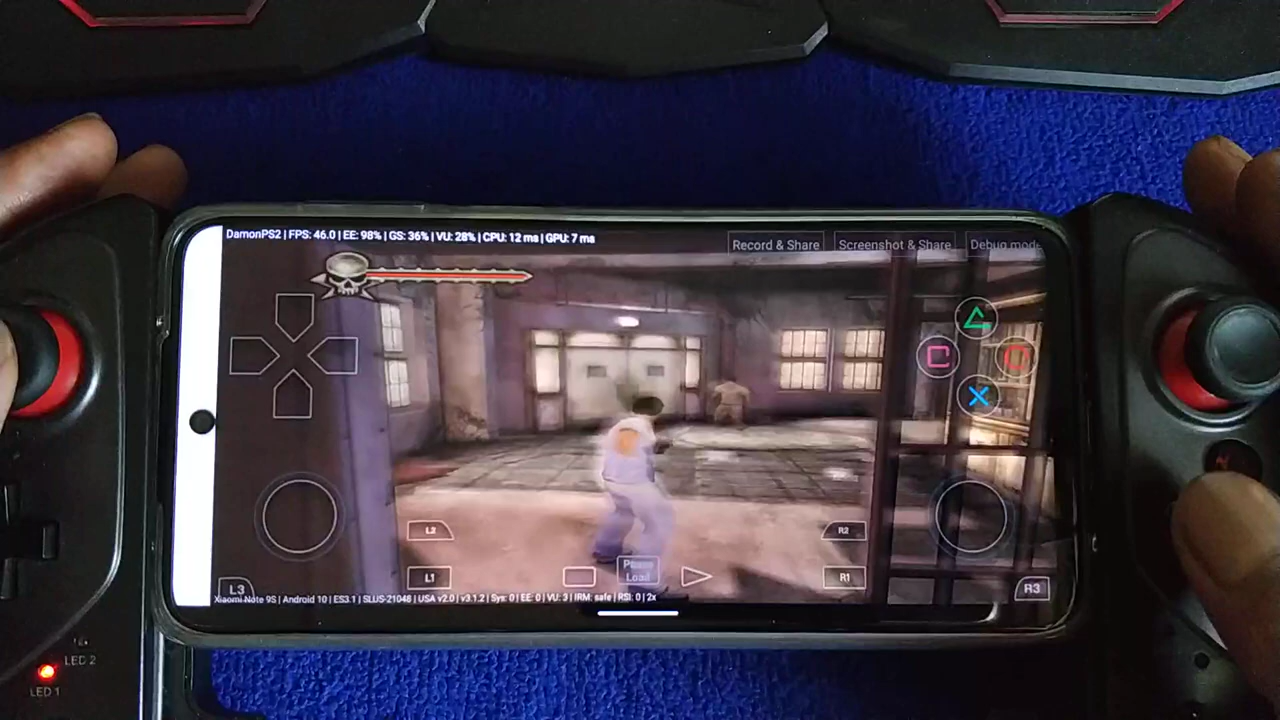 DamonPS2 | FPS: 46.0 | EE: 98% | GS: 36% | VU: 28% | CPU: 12 ms | GPU: 7 ms
Record & Share
Screenshot & Share
Debug mode
L2
R2
L1
Pause
Load
R1
L3
R3
Xiaomi Note 9S | Android 10 | ES3.1 | SLUS-21048 | USA v2.0 | v3.1.2 | Sys: 0 | EE: 0 | VU: 3 | IRM: safe | RSI: 0 | 2x
LED 2
LED 1